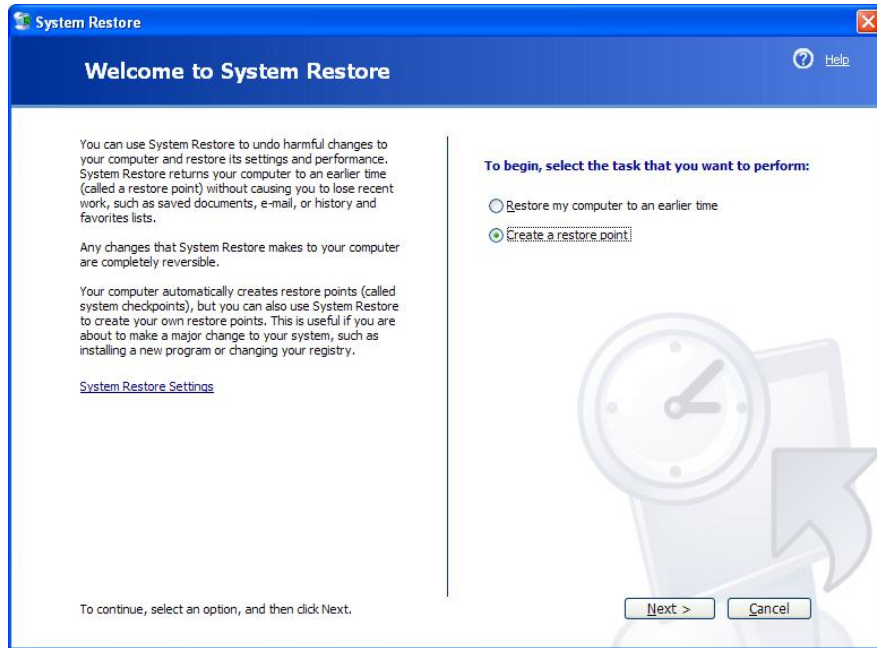 System Restore
Welcome to System Restore
Help
You can use System Restore to undo harmful changes to
your computer and restore its settings and performance.
System Restore returns your computer to an earlier time
(called a restore point) without causing you to lose recent
work, such as saved documents, e-mail, or history and
favorites lists.
Any changes that System Restore makes to your computer
are completely reversible.
Your computer automatically creates restore points (called
system checkpoints), but you can also use System Restore
to create your own restore points. This is useful if you are
about to make a major change to your system, such as
installing a new program or changing your registry.
System Restore Settings
To begin, select the task that you want to perform:
Restore my computer to an earlier time
Create a restore point
To continue, select an option, and then click Next.
Next >
Cancel